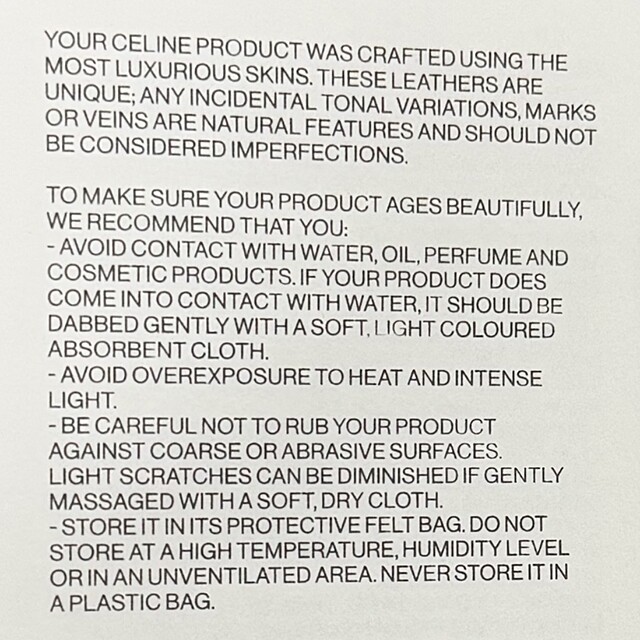 YOUR CELINE PRODUCT WAS CRAFTED USING THE
MOST LUXURIOUS SKINS. THESE LEATHERS ARE
UNIQUE; ANY INCIDENTAL TONAL VARIATIONS, MARKS
OR VEINS ARE NATURAL FEATURES AND SHOULD NOT
BE CONSIDERED IMPERFECTIONS.
TO MAKE SURE YOUR PRODUCT AGES BEAUTIFULLY,
WE RECOMMEND THAT YOU:
- AVOID CONTACT WITH WATER, OIL, PERFUME AND
COSMETIC PRODUCTS. IF YOUR PRODUCT DOES
COME INTO CONTACT WITH WATER, IT SHOULD BE
DABBED GENTLY WITH A SOFT, LIGHT COLOURED
ABSORBENT CLOTH.
- AVOID OVEREXPOSURE TO HEAT AND INTENSE
LIGHT.
- BE CAREFUL NOT TO RUB YOUR PRODUCT
AGAINST COARSE OR ABRASIVE SURFACES.
LIGHT SCRATCHES CAN BE DIMINISHED IF GENTLY
MASSAGED WITH A SOFT, DRY CLOTH.
- STORE IT IN ITS PROTECTIVE FELT BAG. DO NOT
STORE AT A HIGH TEMPERATURE, HUMIDITY LEVEL
OR IN AN UNVENTILATED AREA. NEVER STORE IT IN
A PLASTIC BAG.